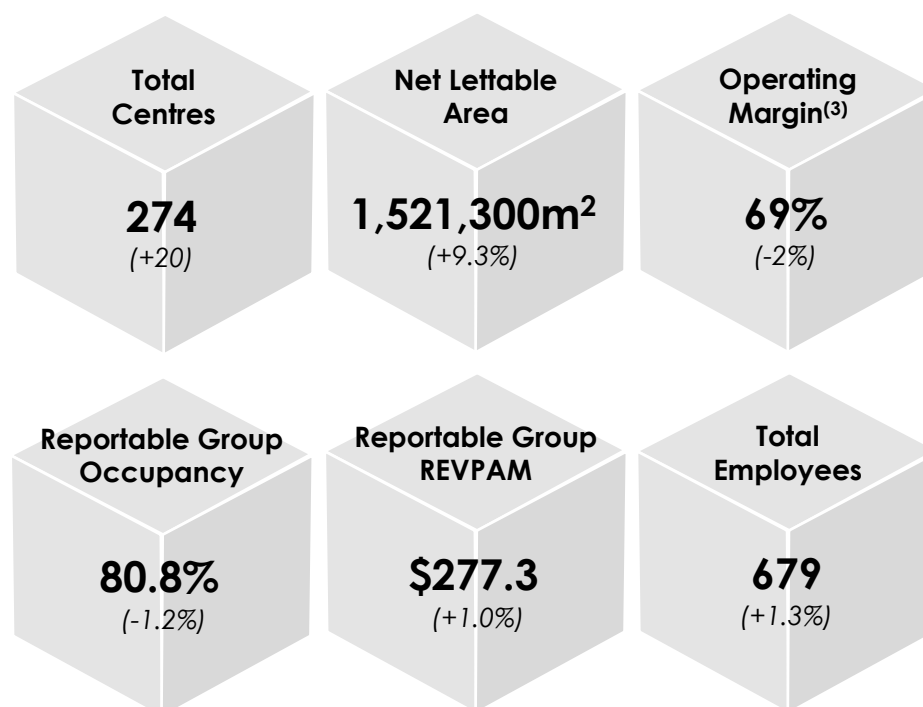 Total
Centres
274
(+20)
Net Lettable
Area
1,521,300m²
(+9.3%)
Operating
Margin⁽³⁾
69%
(-2%)
Reportable Group
Occupancy
80.8%
(-1.2%)
Reportable Group
REVPAM
$277.3
(+1.0%)
Total
Employees
679
(+1.3%)